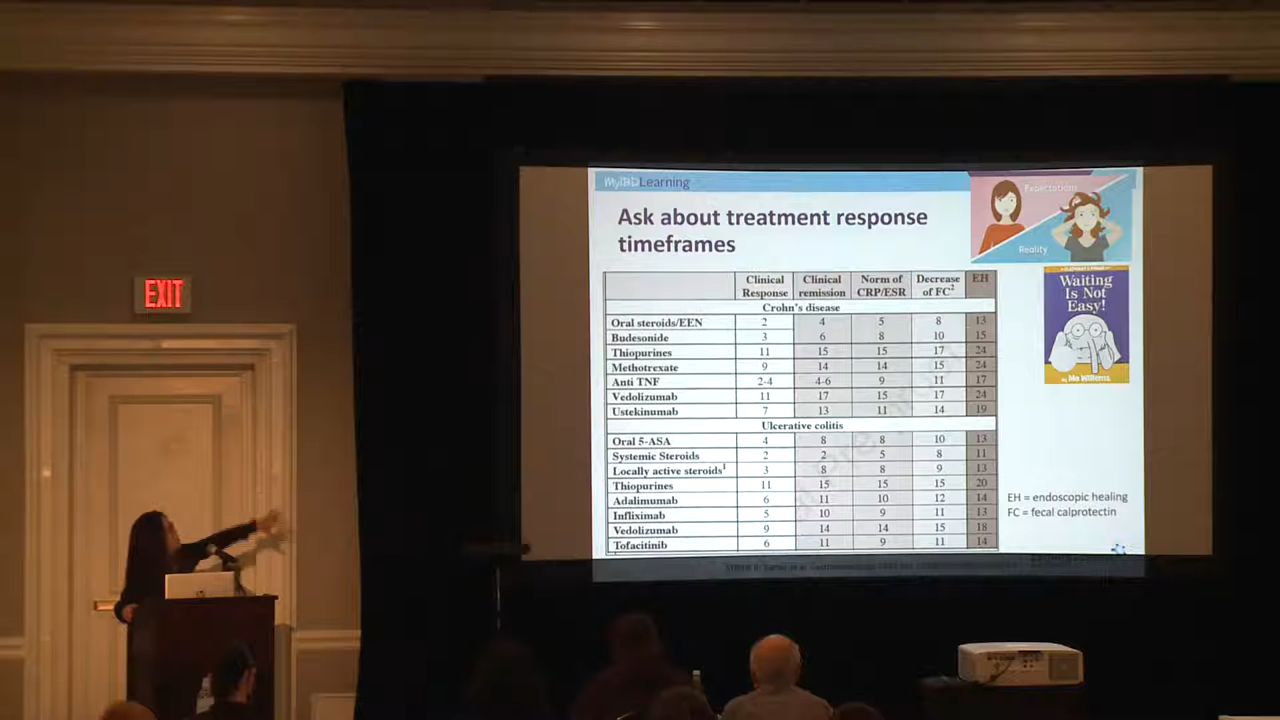 EXIT
MyIBD Learning
Ask about treatment response
timeframes
Expectations
Reality
Waiting
Is Not
Easy!
by Mo Willems
Clinical Response Clinical remission Norm of CRP/ESR Decrease of FC2 EH
Crohn's disease
Oral steroids/EEN 2 4 5 8 13
Budesonide 3 6 8 10 15
Thiopurines 11 15 15 17 24
Methotrexate 9 14 14 15 24
Anti TNF 2-4 4-6 9 11 17
Vedolizumab 11 17 15 17 24
Ustekinumab 7 13 11 14 19
Ulcerative colitis
Oral 5-ASA 4 8 8 10 13
Systemic Steroids 2 2 5 8 11
Locally active steroids1 3 8 8 9 13
Thiopurines 11 15 15 15 20
Adalimumab 6 11 10 12 14
Infliximab 5 10 9 11 13
Vedolizumab 9 14 14 15 18
Tofacitinib 6 11 9 11 14
EH = endoscopic healing
FC = fecal calprotectin